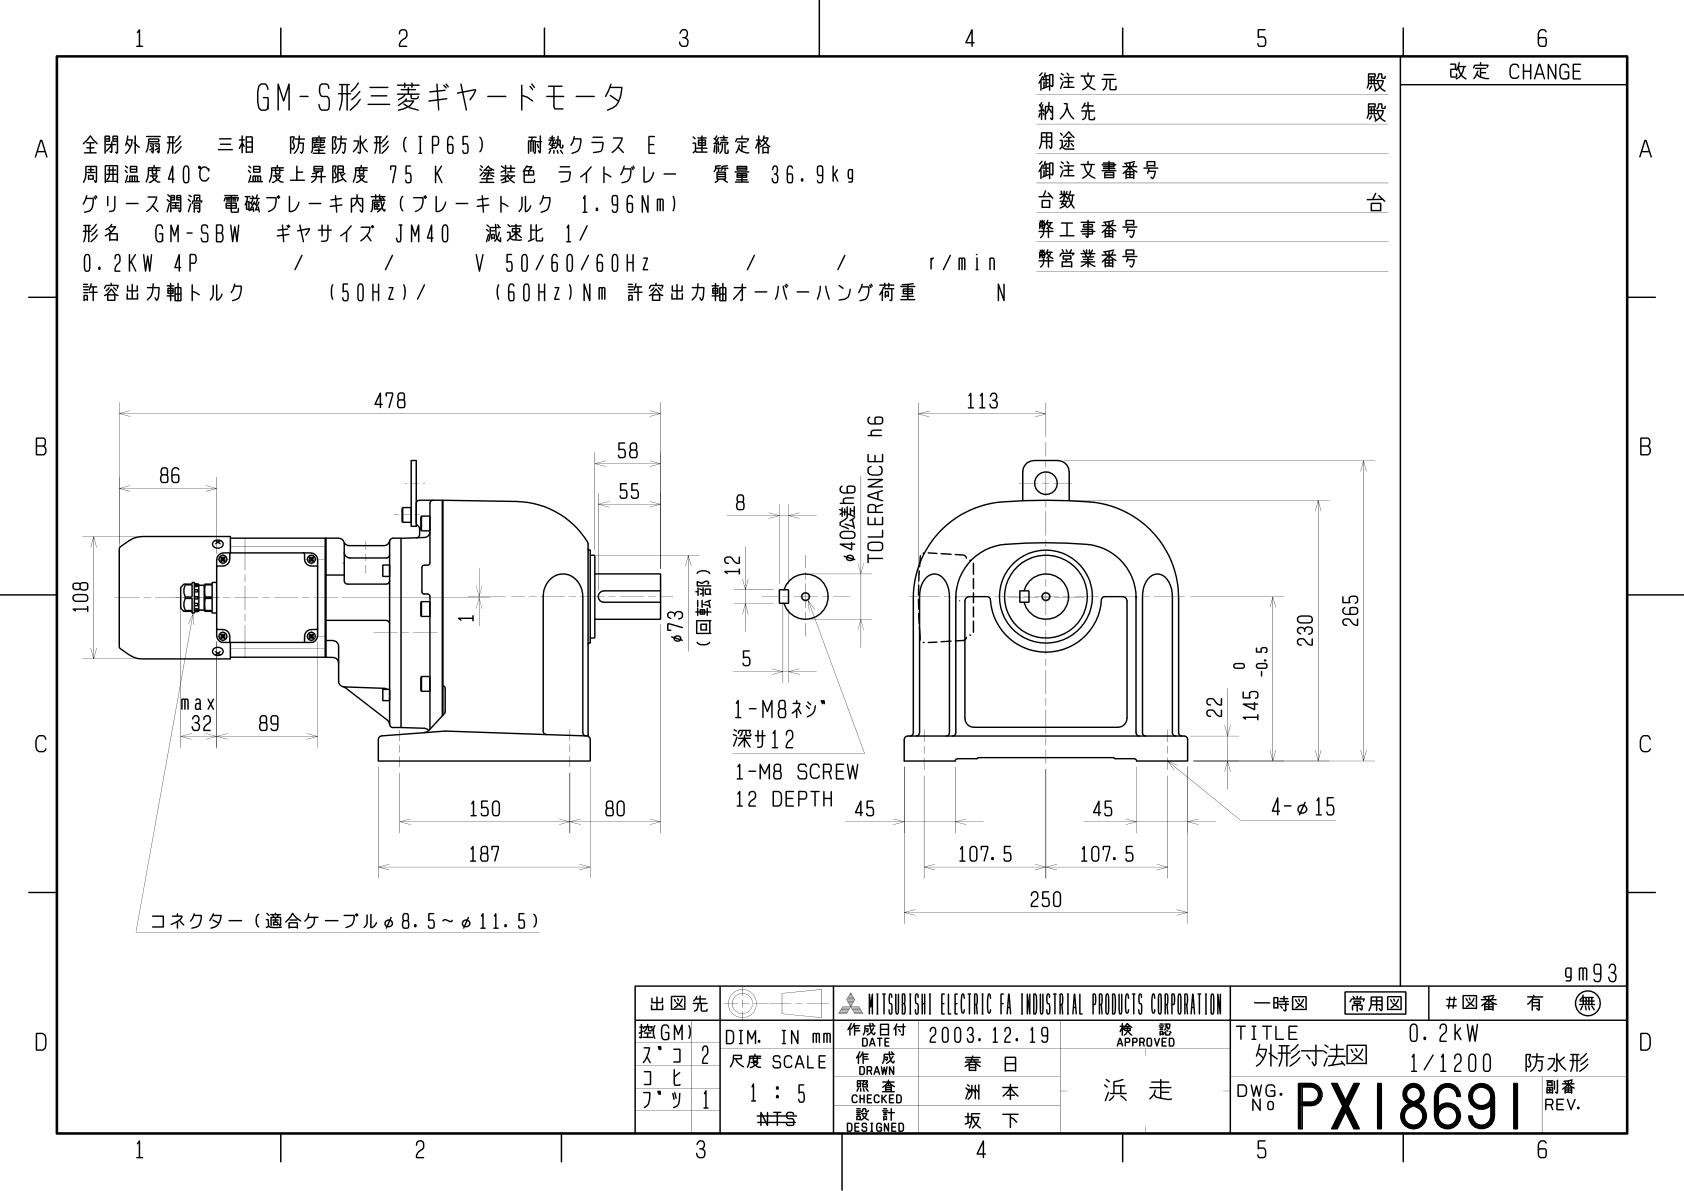 1 2 3 4 5 6
改定 CHANGE
GM-S形三菱ギヤードモータ
全閉外扇形 三相 防塵防水形(IP65) 耐熱クラス E 連続定格
周囲温度40℃ 温度上昇限度 75 K 塗装色 ライトグレー 質量 36.9kg
グリース潤滑 電磁ブレーキ内蔵(ブレーキトルク 1.96Nm)
形名 GM-SBW ギヤサイズ JM40 減速比 1/
0.2KW 4P / / V 50/60/60Hz / / r/min
許容出力軸トルク (50Hz)/ (60Hz)Nm 許容出力軸オーバーハング荷重 N
御注文元 殿
納入先 殿
用途
御注文書番号
台数 台
弊工事番号
弊営業番号
A A
B B
C C
D D
478
58
86
55
108
1
φ73
(回転部)
max
32
89
150
80
187
コネクター(適合ケーブルφ8.5~φ11.5)
8
12
5
φ40公差h6
TOLERANCE h6
1-M8ネジ
深サ12
1-M8 SCREW
12 DEPTH
113
265
230
145 0 -0.5
22
45
45
4-φ15
107.5
107.5
250
gm93
出図先
控(GM)
ズコ 2
コヒ
ブツ 1
DIM. IN mm
尺度 SCALE
1 : 5
NTS
MITSUBISHI ELECTRIC FA INDUSTRIAL PRODUCTS CORPORATION
作成日付 DATE 2003.12.19
作成 DRAWN 春日
照査 CHECKED 洲本
設計 DESIGNED 坂下
検認 APPROVED
浜走
一時図 常用図 #図番 有 無
TITLE 0.2kW
外形寸法図 1/1200 防水形
DWG. No PX18691
副番 REV.
1 2 3 4 5 6